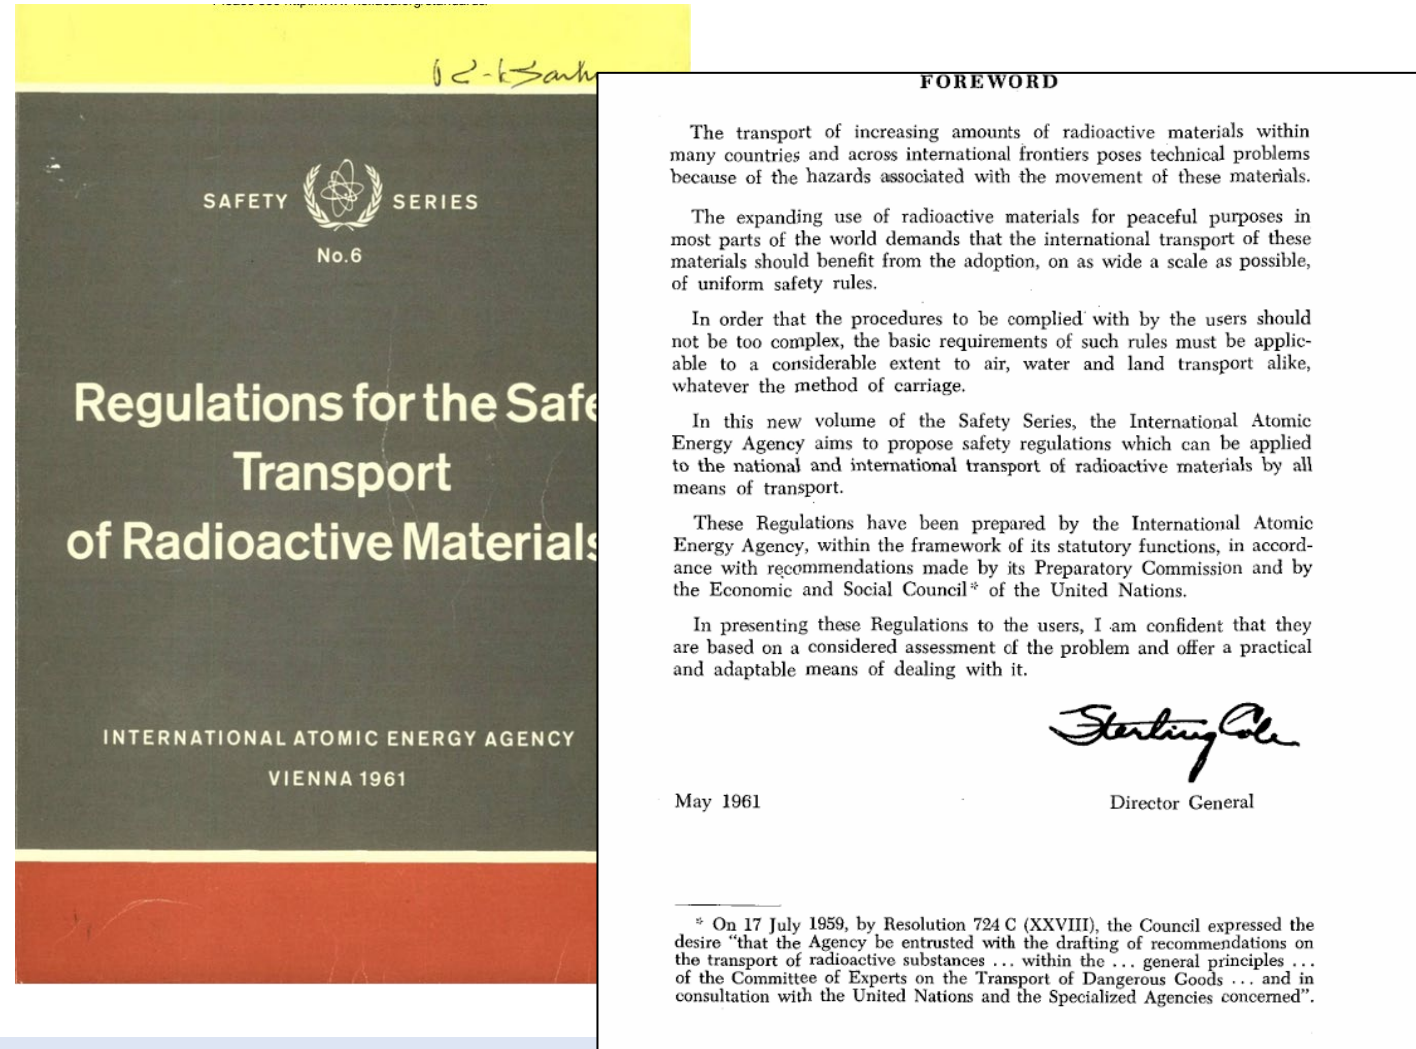 SAFETY SERIES
No.6
Regulations for the Safe
Transport
of Radioactive Materials
INTERNATIONAL ATOMIC ENERGY AGENCY
VIENNA 1961
FOREWORD
The transport of increasing amounts of radioactive materials within
many countries and across international frontiers poses technical problems
because of the hazards associated with the movement of these materials.
The expanding use of radioactive materials for peaceful purposes in
most parts of the world demands that the international transport of these
materials should benefit from the adoption, on as wide a scale as possible,
of uniform safety rules.
In order that the procedures to be complied with by the users should
not be too complex, the basic requirements of such rules must be applic-
able to a considerable extent to air, water and land transport alike,
whatever the method of carriage.
In this new volume of the Safety Series, the International Atomic
Energy Agency aims to propose safety regulations which can be applied
to the national and international transport of radioactive materials by all
means of transport.
These Regulations have been prepared by the International Atomic
Energy Agency, within the framework of its statutory functions, in accord-
ance with recommendations made by its Preparatory Commission and by
the Economic and Social Council* of the United Nations.
In presenting these Regulations to the users, I am confident that they
are based on a considered assessment of the problem and offer a practical
and adaptable means of dealing with it.
Sterling Cole
May 1961 Director General
* On 17 July 1959, by Resolution 724 C (XXVIII), the Council expressed the
desire "that the Agency be entrusted with the drafting of recommendations on
the transport of radioactive substances ... within the ... general principles ...
of the Committee of Experts on the Transport of Dangerous Goods ... and in
consultation with the United Nations and the Specialized Agencies concerned".